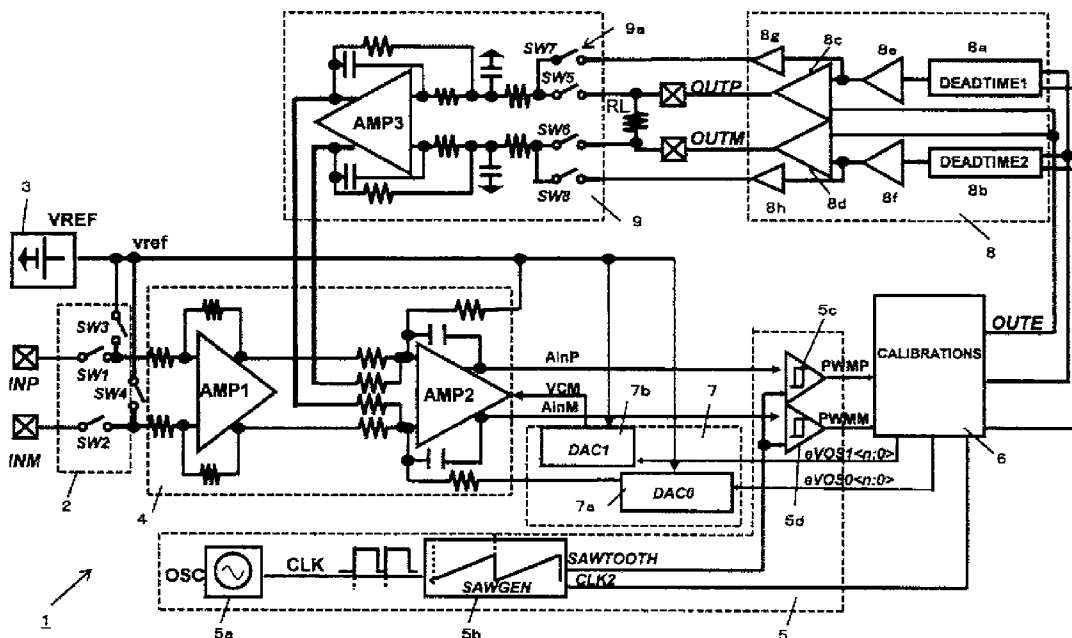 9a
8g
8c
8e
8a
SW7
SW5
OUTP
DEADTIME1
AMP3
RL
SW6
OUTM
DEADTIME2
SW8
8h
8d
8f
8b
9
8
3
VREF
vref
SW3
INP
SW1
SW4
AMP1
AMP2
INM
SW2
AinP
VCM
AinM
7b
7
DAC1
DAC0
7a
5c
PWMP
PWMM
5d
CALIBRATIONS
OUTE
6
eVOS1<n:0>
eVOS0<n:0>
2
4
OSC
CLK
SAWGEN
SAWTOOTH
CLK2
1
5a
5b
5